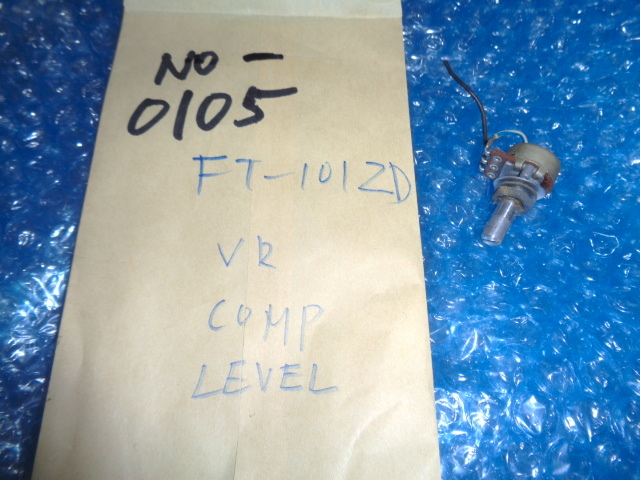 NO-
0105
FT-101ZD
VR
COMP
LEVEL